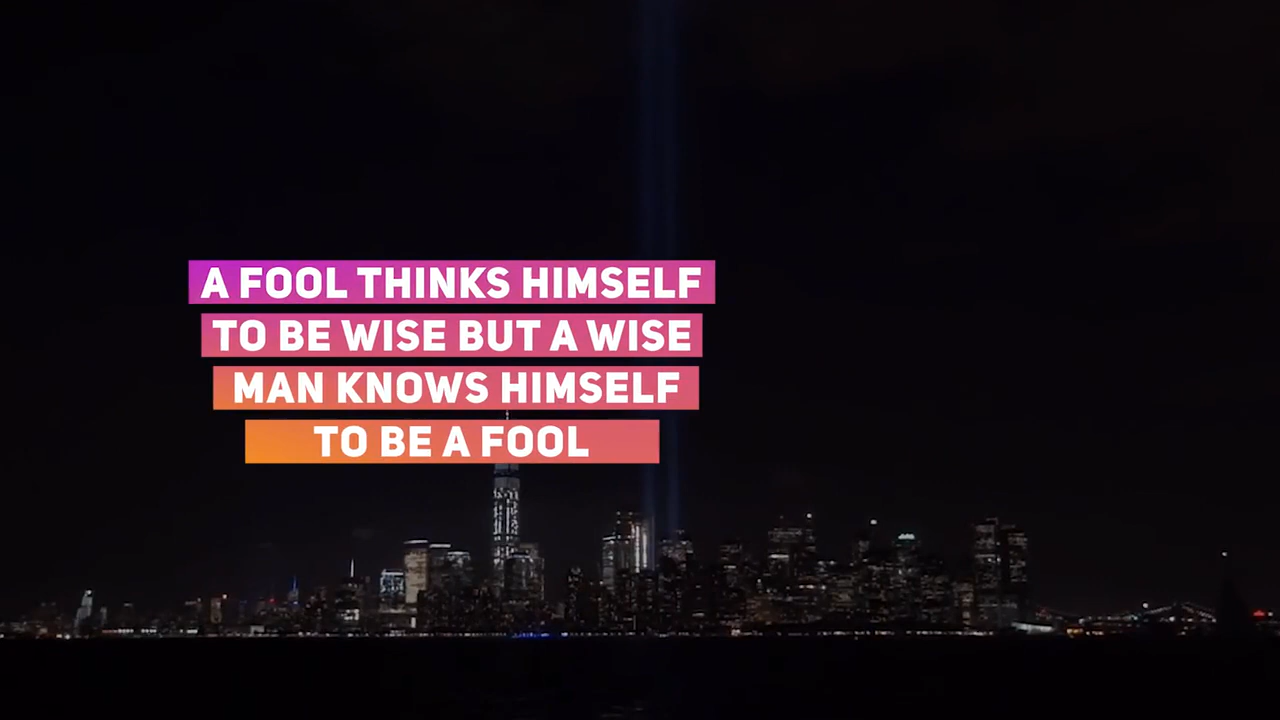 A FOOL THINKS HIMSELF
TO BE WISE BUT A WISE
MAN KNOWS HIMSELF
TO BE A FOOL